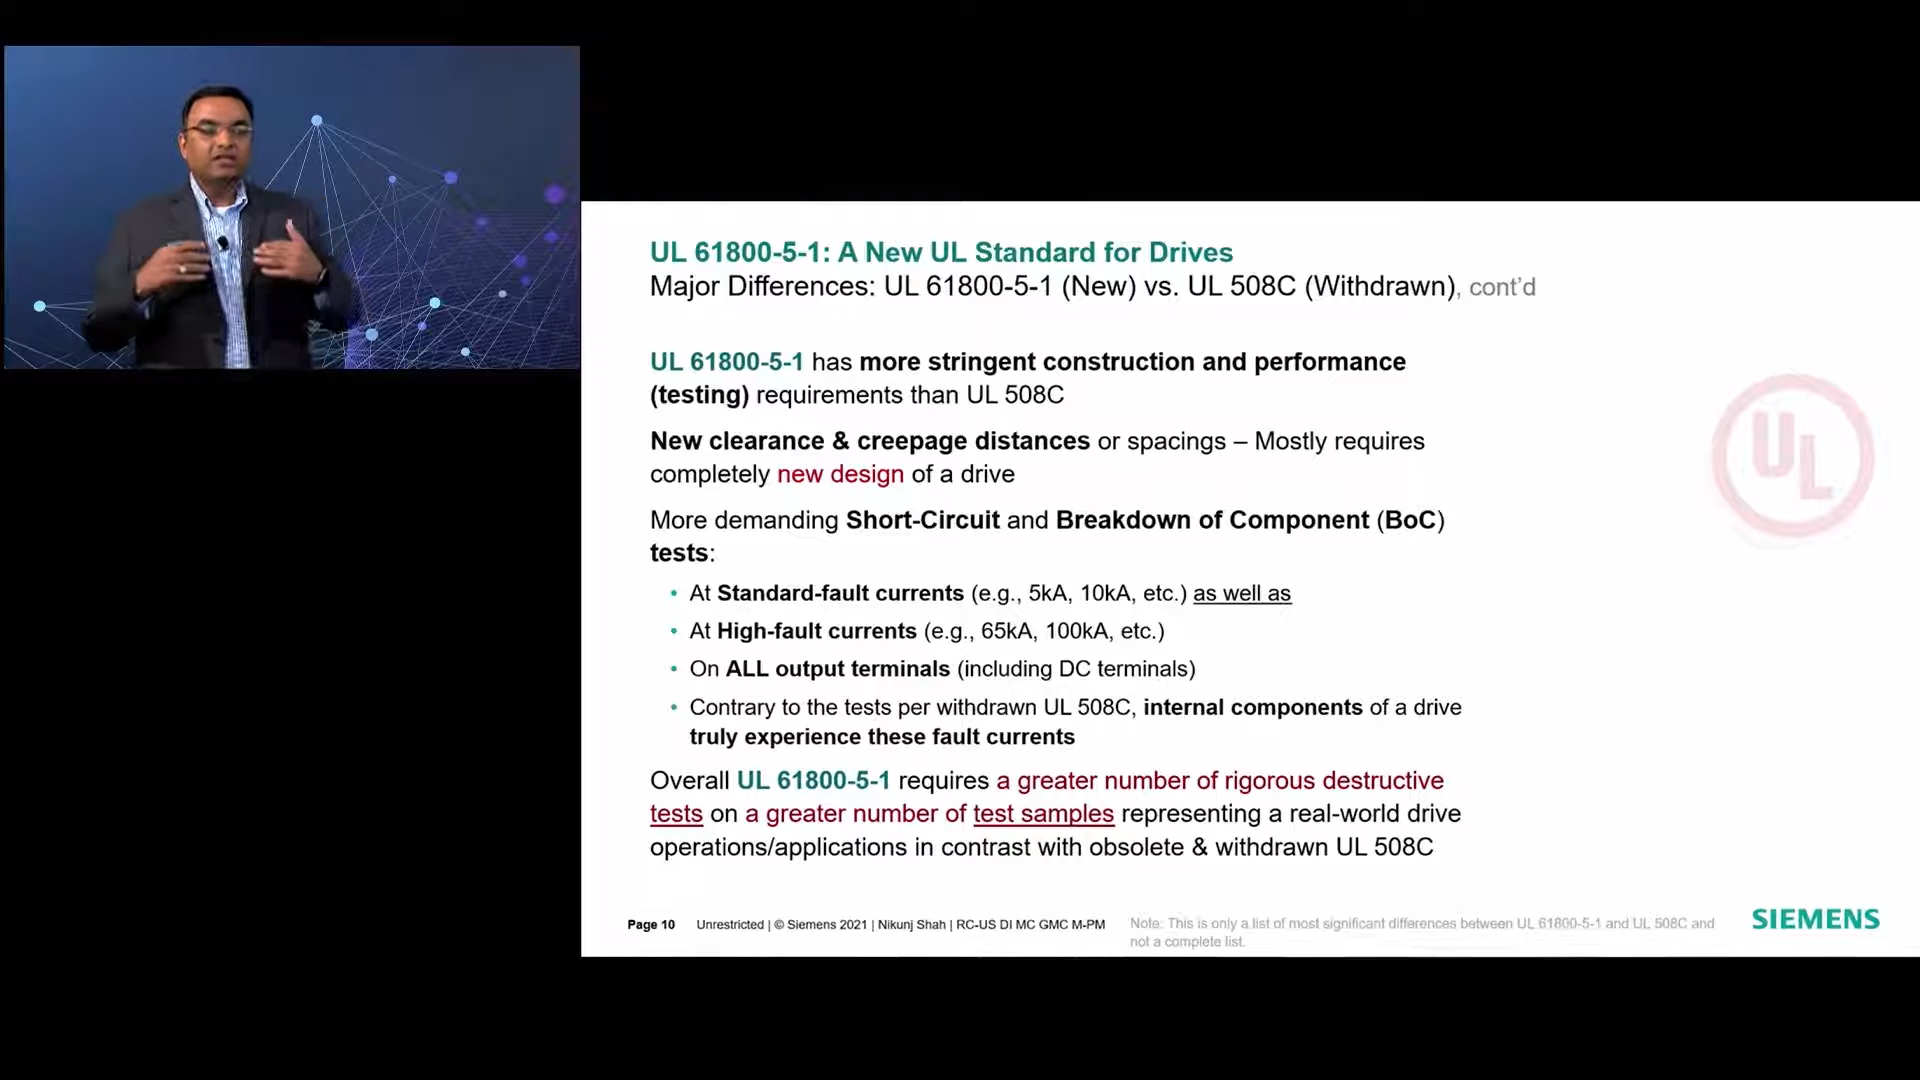 UL 61800-5-1: A New UL Standard for Drives
Major Differences: UL 61800-5-1 (New) vs. UL 508C (Withdrawn), cont’d
UL 61800-5-1 has more stringent construction and performance
(testing) requirements than UL 508C
New clearance & creepage distances or spacings – Mostly requires
completely new design of a drive
More demanding Short-Circuit and Breakdown of Component (BoC)
tests:
• At Standard-fault currents (e.g., 5kA, 10kA, etc.) as well as
• At High-fault currents (e.g., 65kA, 100kA, etc.)
• On ALL output terminals (including DC terminals)
• Contrary to the tests per withdrawn UL 508C, internal components of a drive
truly experience these fault currents
Overall UL 61800-5-1 requires a greater number of rigorous destructive
tests on a greater number of test samples representing a real-world drive
operations/applications in contrast with obsolete & withdrawn UL 508C
UL
Page 10 Unrestricted | © Siemens 2021 | Nikunj Shah | RC-US DI MC GMC M-PM
Note: This is only a list of most significant differences between UL 61800-5-1 and UL 508C and
not a complete list.
SIEMENS